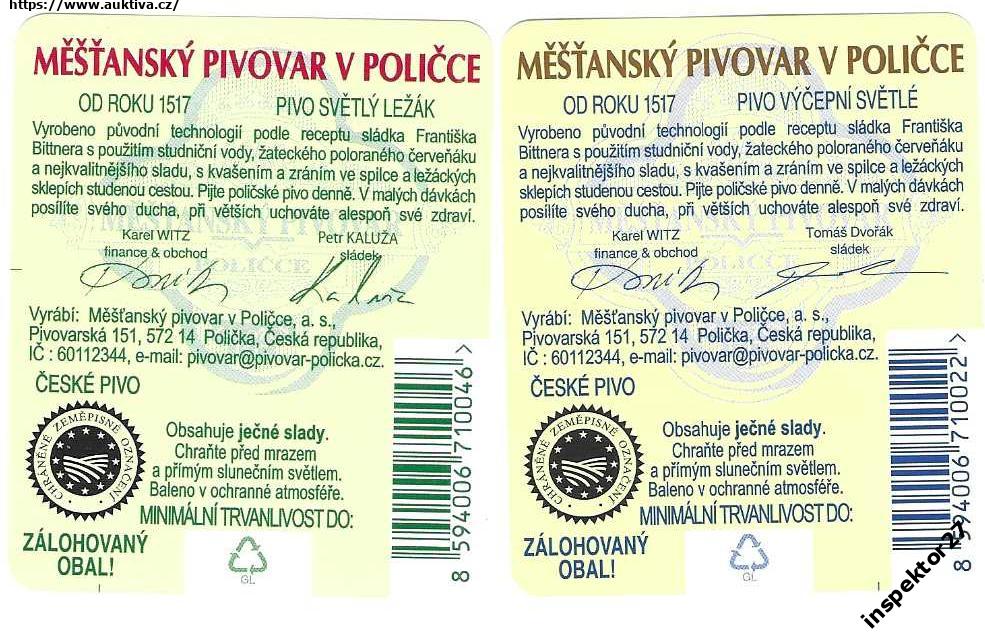 https://www.auktiva.cz/
MĚŠŤANSKÝ PIVOVAR V POLIČCE
OD ROKU 1517 PIVO SVĚTLÝ LEŽÁK
Vyrobeno původní technologií podle receptu sládka Františka
Bittnera s použitím studniční vody, žateckého poloraného červeňáku
a nejkvalitnějšího sladu, s kvašením a zráním ve spilce a ležáckých
sklepích studenou cestou. Pijte poličské pivo denně. V malých dávkách
posílíte svého ducha, při větších uchováte alespoň své zdraví.
MĚŠŤANSKÝ PIVOVAR
Karel WITZ Petr KALUŽA
finance & obchod sládek
POLIČCE
Vyrábí: Měšťanský pivovar v Poličce, a. s.,
Pivovarská 151, 572 14 Polička, Česká republika,
IČ : 60112344, e-mail: pivovar@pivovar-policka.cz.
ČESKÉ PIVO
CHRÁNĚNÉ ZEMĚPISNÉ OZNAČENÍ
Obsahuje ječné slady.
Chraňte před mrazem
a přímým slunečním světlem.
Baleno v ochranné atmosféře.
MINIMÁLNÍ TRVANLIVOST DO:
ZÁLOHOVANÝ
OBAL!
GL
8 594006 710046 >
MĚŠŤANSKÝ PIVOVAR V POLIČCE
OD ROKU 1517 PIVO VÝČEPNÍ SVĚTLÉ
Vyrobeno původní technologií podle receptu sládka Františka
Bittnera s použitím studniční vody, žateckého poloraného červeňáku
a nejkvalitnějšího sladu, s kvašením a zráním ve spilce a ležáckých
sklepích studenou cestou. Pijte poličské pivo denně. V malých dávkách
posílíte svého ducha, při větších uchováte alespoň své zdraví.
MĚŠŤANSKÝ PIVOVAR
Karel WITZ Tomáš Dvořák
finance & obchod sládek
POLIČCE
Vyrábí: Měšťanský pivovar v Poličce, a. s.,
Pivovarská 151, 572 14 Polička, Česká republika,
IČ : 60112344, e-mail: pivovar@pivovar-policka.cz.
ČESKÉ PIVO
CHRÁNĚNÉ ZEMĚPISNÉ OZNAČENÍ
Obsahuje ječné slady.
Chraňte před mrazem
a přímým slunečním světlem.
Baleno v ochranné atmosféře.
MINIMÁLNÍ TRVANLIVOST DO:
ZÁLOHOVANÝ
OBAL!
GL
8 594006 710022 >
inspektor27